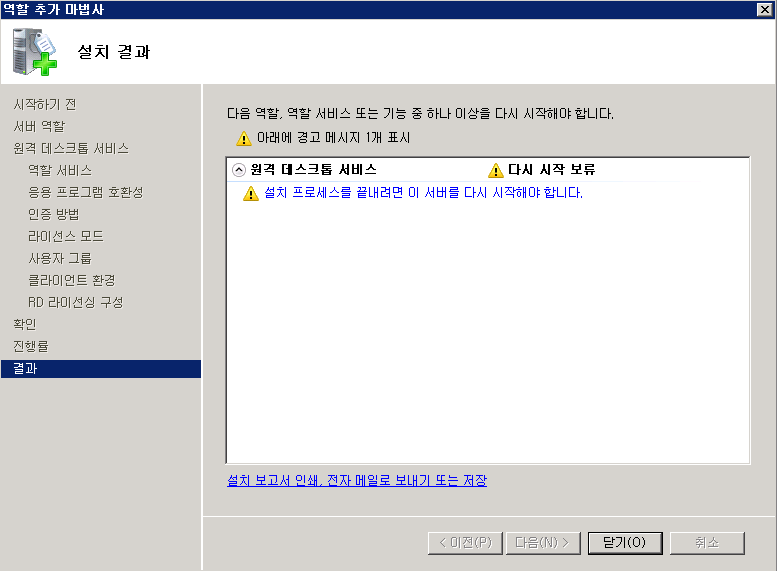 역할 추가 마법사
설치 결과
시작하기 전
서버 역할
원격 데스크톱 서비스
역할 서비스
응용 프로그램 호환성
인증 방법
라이선스 모드
사용자 그룹
클라이언트 환경
RD 라이선싱 구성
확인
진행률
결과
다음 역할, 역할 서비스 또는 기능 중 하나 이상을 다시 시작해야 합니다.
아래에 경고 메시지 1개 표시
원격 데스크톱 서비스 다시 시작 보류
설치 프로세스를 끝내려면 이 서버를 다시 시작해야 합니다.
설치 보고서 인쇄, 전자 메일로 보내기 또는 저장
< 이전(P) 다음(N) > 닫기(O) 취소